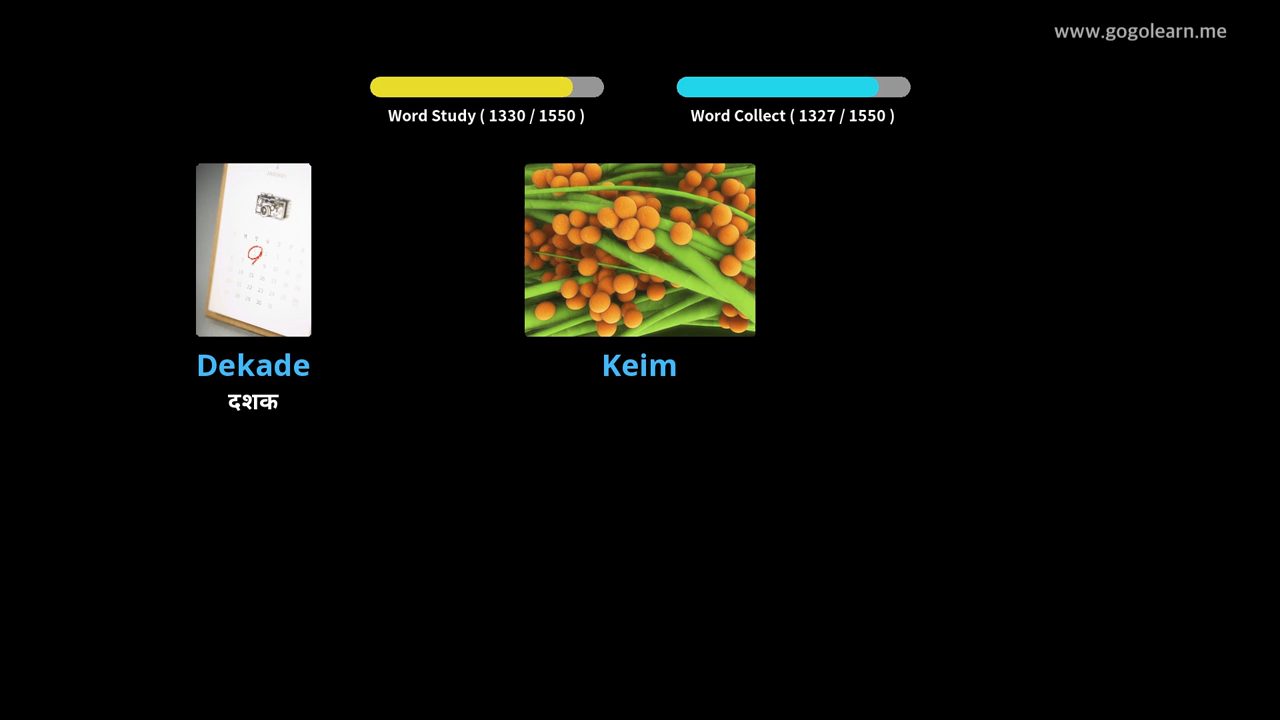 www.gogolearn.me
Word Study ( 1330 / 1550 )
Word Collect ( 1327 / 1550 )
Dekade
Keim
दशक